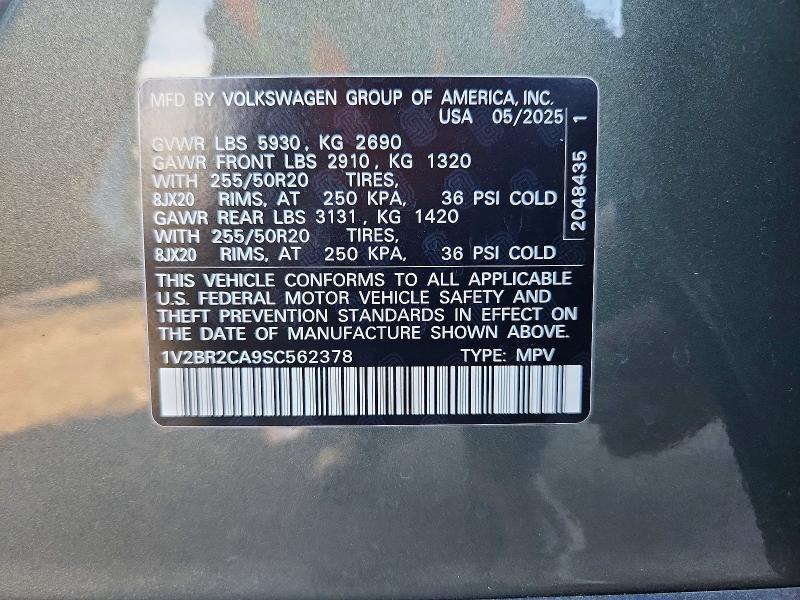 MFD BY VOLKSWAGEN GROUP OF AMERICA, INC.
USA 05/2025
GVWR LBS 5930, KG 2690
GAWR FRONT LBS 2910, KG 1320
WITH 255/50R20 TIRES,
8JX20 RIMS, AT 250 KPA, 36 PSI COLD
GAWR REAR LBS 3131, KG 1420
WITH 255/50R20 TIRES,
8JX20 RIMS, AT 250 KPA, 36 PSI COLD
2048435 1
THIS VEHICLE CONFORMS TO ALL APPLICABLE
U.S. FEDERAL MOTOR VEHICLE SAFETY AND
THEFT PREVENTION STANDARDS IN EFFECT ON
THE DATE OF MANUFACTURE SHOWN ABOVE.
1V2BR2CA9SC562378 TYPE: MPV